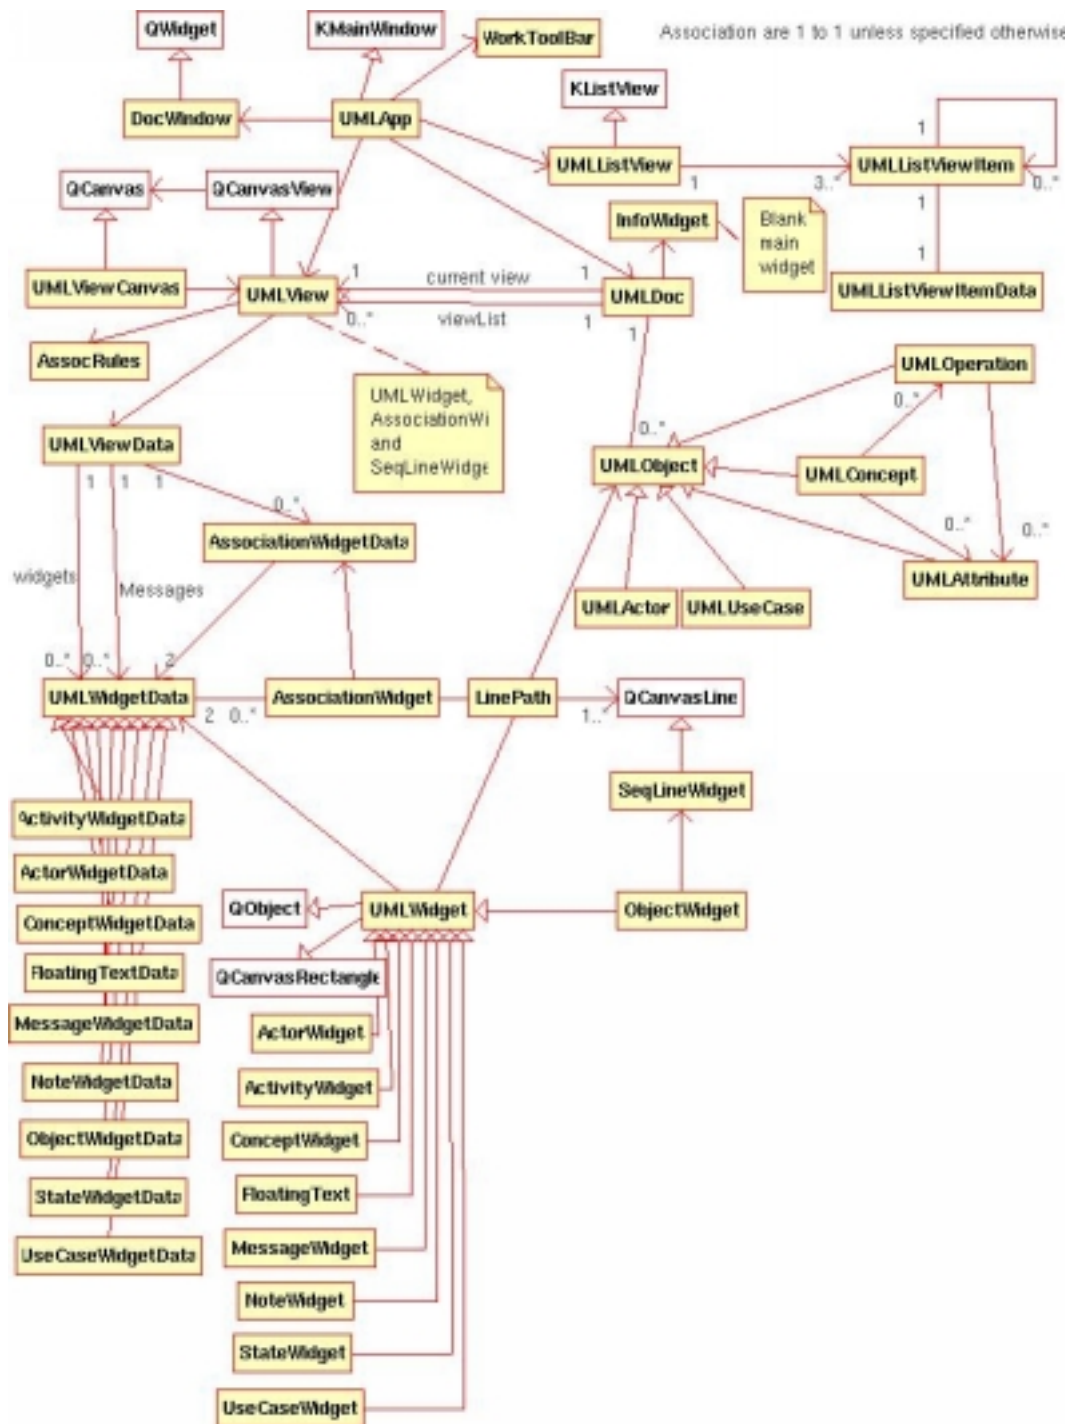 QWidget
KMainWindow
WorkToolBar
Association are 1 to 1 unless specified otherwise
KListView
DocWindow
UMLApp
1
UMLListView
UMLListViewItem
1
3..*
0..*
QCanvas
QCanvasView
1
InfoWidget
Blank
main
widget
1
UMLViewCanvas
UMLView
1
current view
1
UMLDoc
UMLListViewItemData
0..*
viewList
1
1
AssocRules
UMLOperation
UMLWidget,
AssociationWi
and
SeqLineWidge
0..*
UMLViewData
0..*
UMLObject
UMLConcept
1
1
1
0..*
0..*
0..*
AssociationWidgetData
widgets
Messages
UMLAttribute
UMLActor
UMLUseCase
0..*
0..*
2
UMLWidgetData
AssociationWidget
LinePath
QCanvasLine
2
0..*
1..*
SeqLineWidget
ActivityWidgetData
ActorWidgetData
QObject
UMLWidget
ObjectWidget
ConceptWidgetData
FloatingTextData
QCanvasRectangle
MessageWidgetData
ActorWidget
NoteWidgetData
ActivityWidget
ObjectWidgetData
ConceptWidget
StateWidgetData
FloatingText
UseCaseWidgetData
MessageWidget
NoteWidget
StateWidget
UseCaseWidget